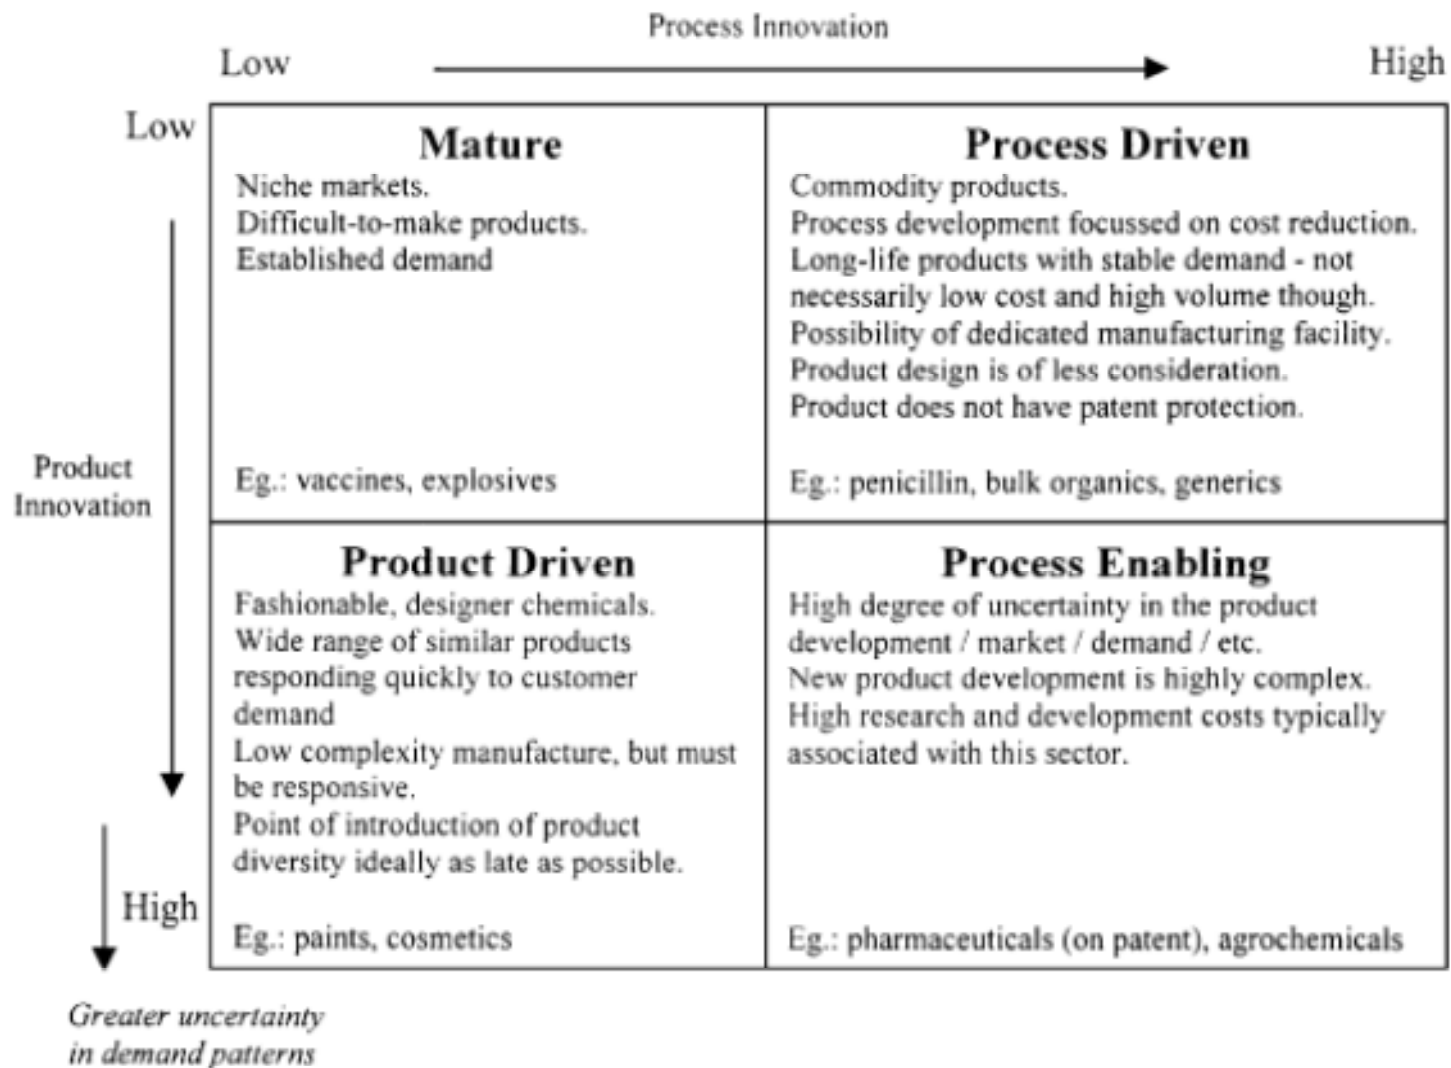 Process Innovation
Low
High
Low
Mature
Niche markets.
Difficult-to-make products.
Established demand
Eg.: vaccines, explosives
Process Driven
Commodity products.
Process development focussed on cost reduction.
Long-life products with stable demand - not
necessarily low cost and high volume though.
Possibility of dedicated manufacturing facility.
Product design is of less consideration.
Product does not have patent protection.
Eg.: penicillin, bulk organics, generics
Product
Innovation
Product Driven
Fashionable, designer chemicals.
Wide range of similar products
responding quickly to customer
demand
Low complexity manufacture, but must
be responsive.
Point of introduction of product
diversity ideally as late as possible.
Eg.: paints, cosmetics
Process Enabling
High degree of uncertainty in the product
development / market / demand / etc.
New product development is highly complex.
High research and development costs typically
associated with this sector.
Eg.: pharmaceuticals (on patent), agrochemicals
High
Greater uncertainty
in demand patterns